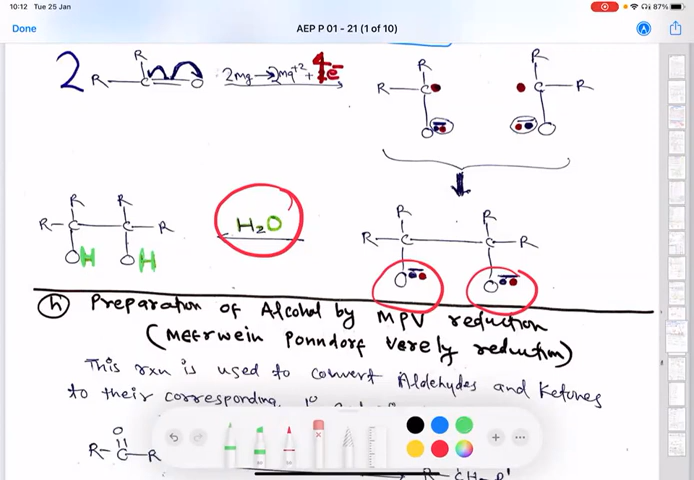 10:12 Tue 25 Jan
87%
Done
AEP P 01 - 21 (1 of 10)
2 R C O 2mg→2mg+2 + 4e
R
R R
R C C R
O O
R R
R C C R
OH OH
H2O
R R
R C C R
O O
(h) Preparation of Alcohol by MPV reduction
(Meerwein Ponndorf Verely reduction)
This rxn is used to convert Aldehydes and Ketones
to their corresponding 1°
O
R-C-R
R-CH-R'